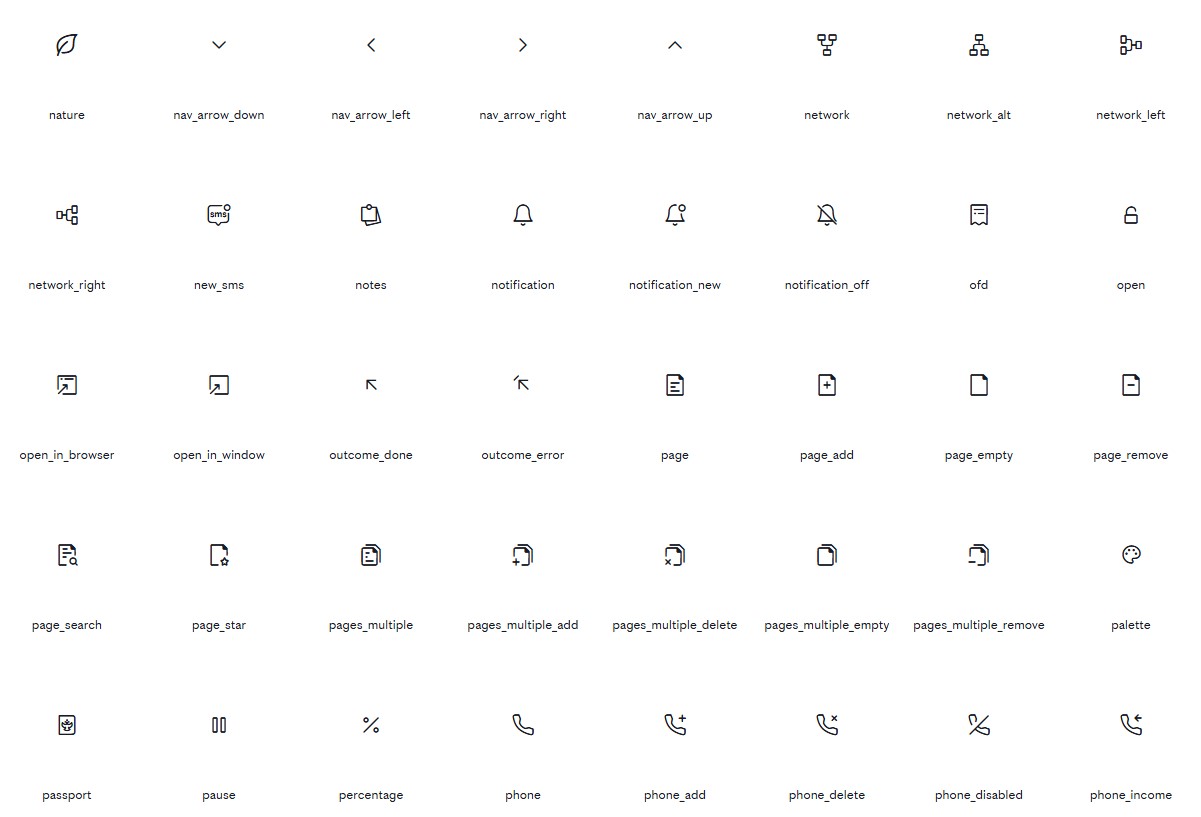 nature nav_arrow_down nav_arrow_left nav_arrow_right nav_arrow_up network network_alt network_left
sms
network_right new_sms notes notification notification_new notification_off ofd open
open_in_browser open_in_window outcome_done outcome_error page page_add page_empty page_remove
page_search page_star pages_multiple pages_multiple_add pages_multiple_delete pages_multiple_empty pages_multiple_remove palette
passport pause percentage phone phone_add phone_delete phone_disabled phone_income